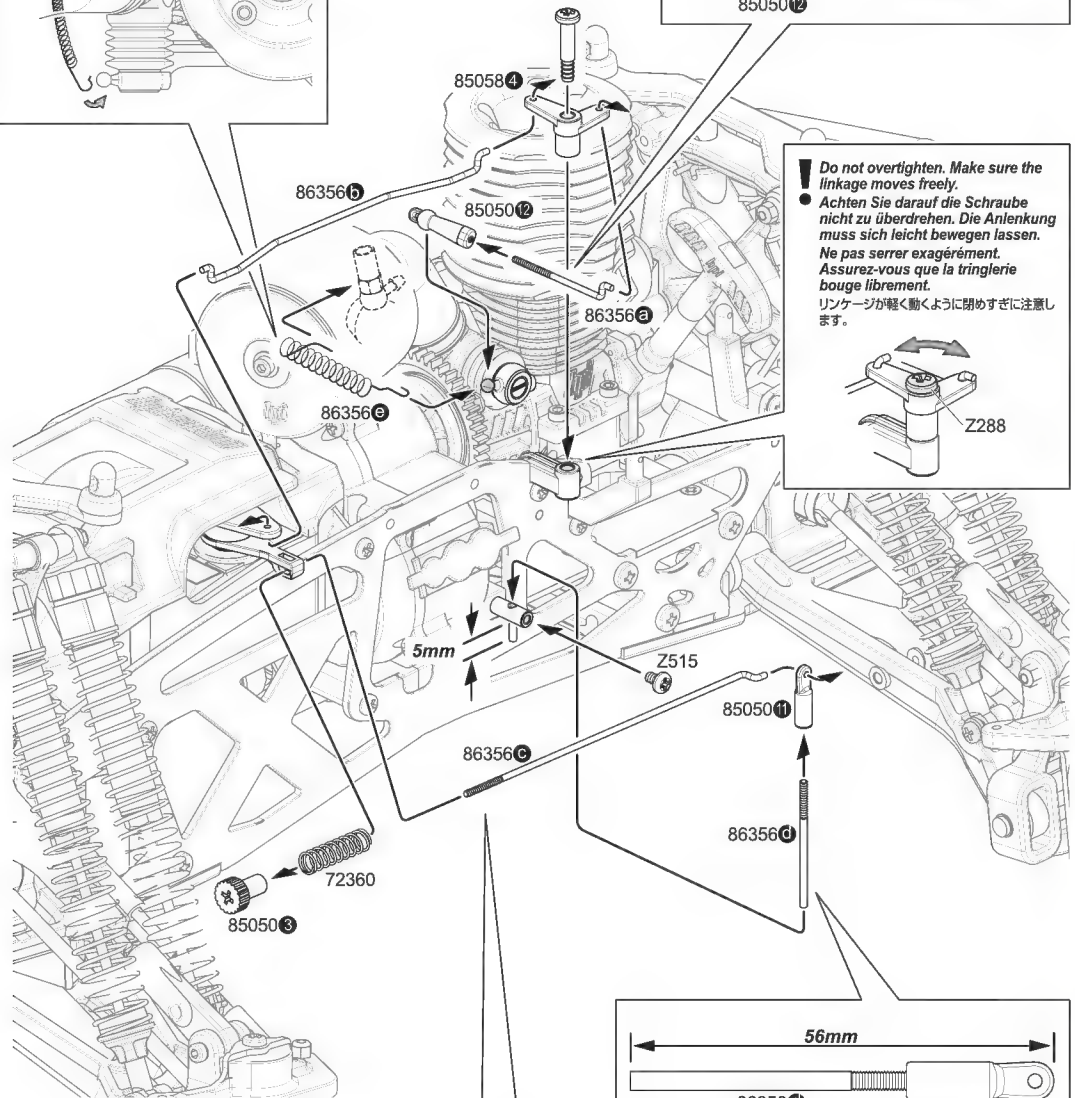 85050⓬
85058❹
86356ⓑ
85050⓬
86356ⓐ
86356ⓔ
Do not overtighten. Make sure the
linkage moves freely.
Achten Sie darauf die Schraube
nicht zu überdrehen. Die Anlenkung
muss sich leicht bewegen lassen.
Ne pas serrer exagérément.
Assurez-vous que la tringlerie
bouge librement.
リンケージが軽く動くように閉めすぎに注意し
ます。
Z288
5mm
Z515
85050⓫
86356ⓒ
86356ⓓ
72360
85050❸
56mm